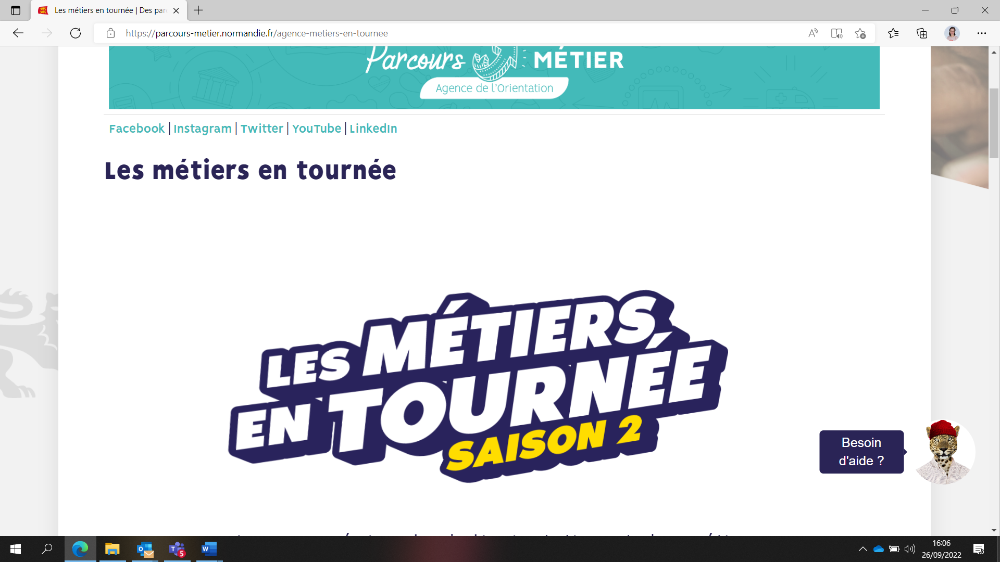 Les métiers en tournée | Des par
https://parcours-metier.normandie.fr/agence-metiers-en-tournee
Parcours MÉTIER
Agence de l'Orientation
Facebook | Instagram | Twitter | YouTube | LinkedIn
Les métiers en tournée
LES MÉTIERS
EN TOURNÉE
SAISON 2
Besoin
d'aide ?
16:06
26/09/2022